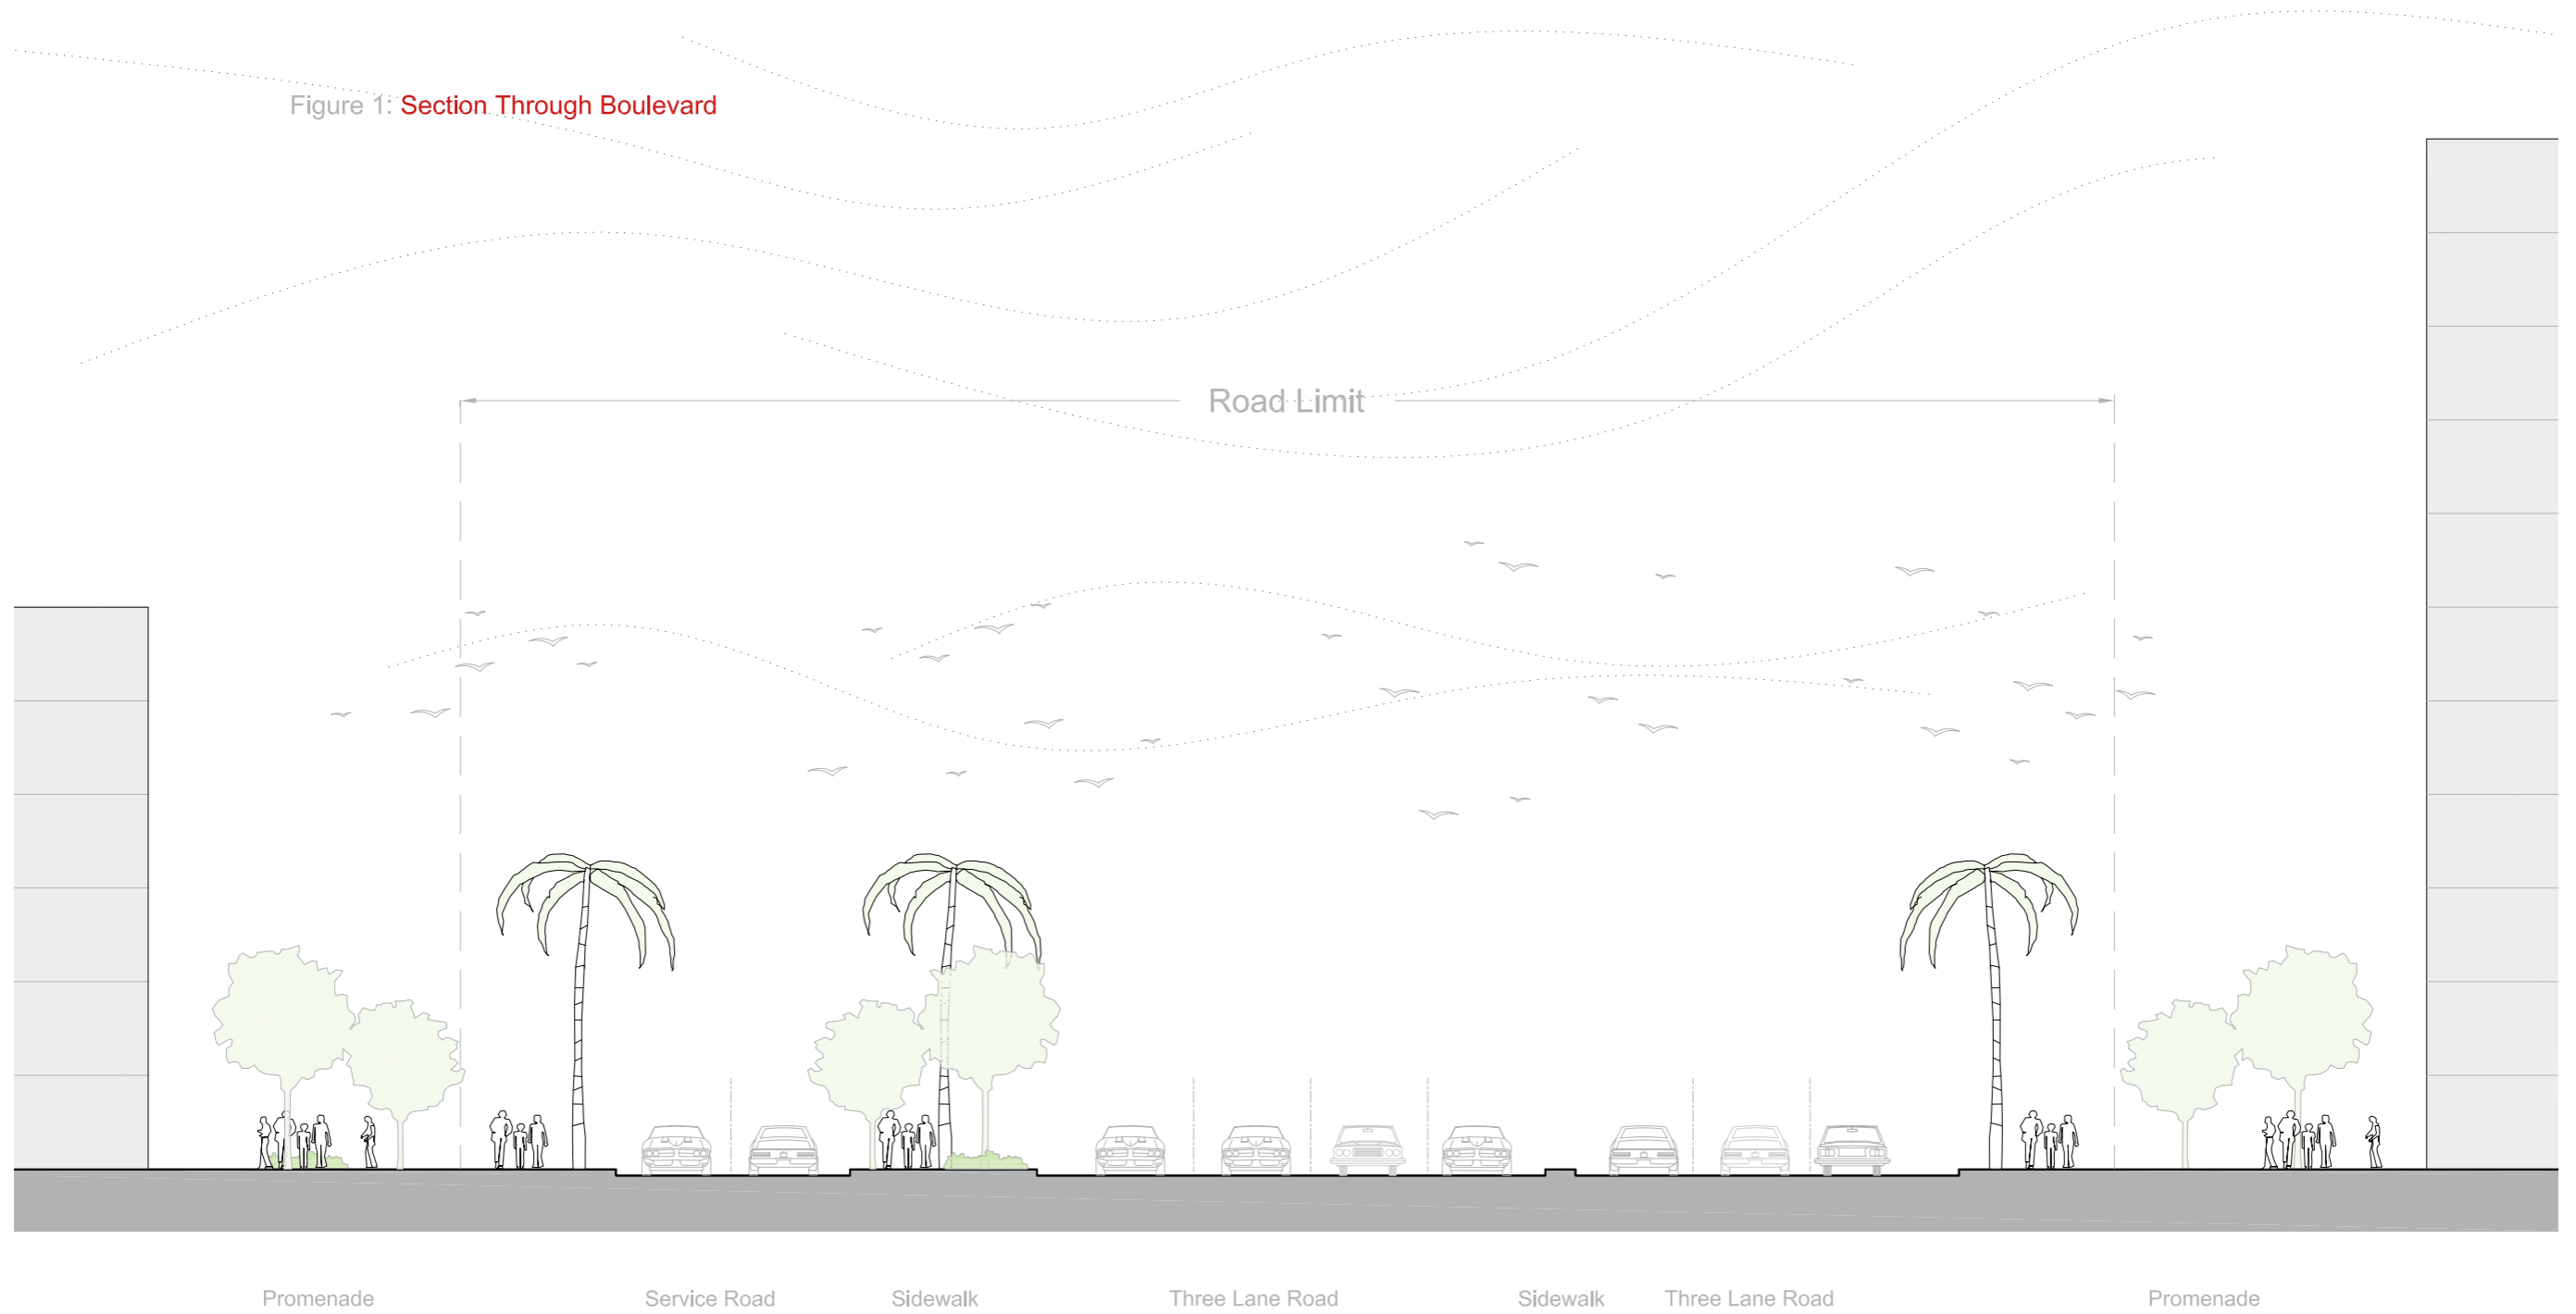 Figure 1: Section Through Boulevard
Road Limit
Promenade
Service Road
Sidewalk
Three Lane Road
Sidewalk
Three Lane Road
Promenade